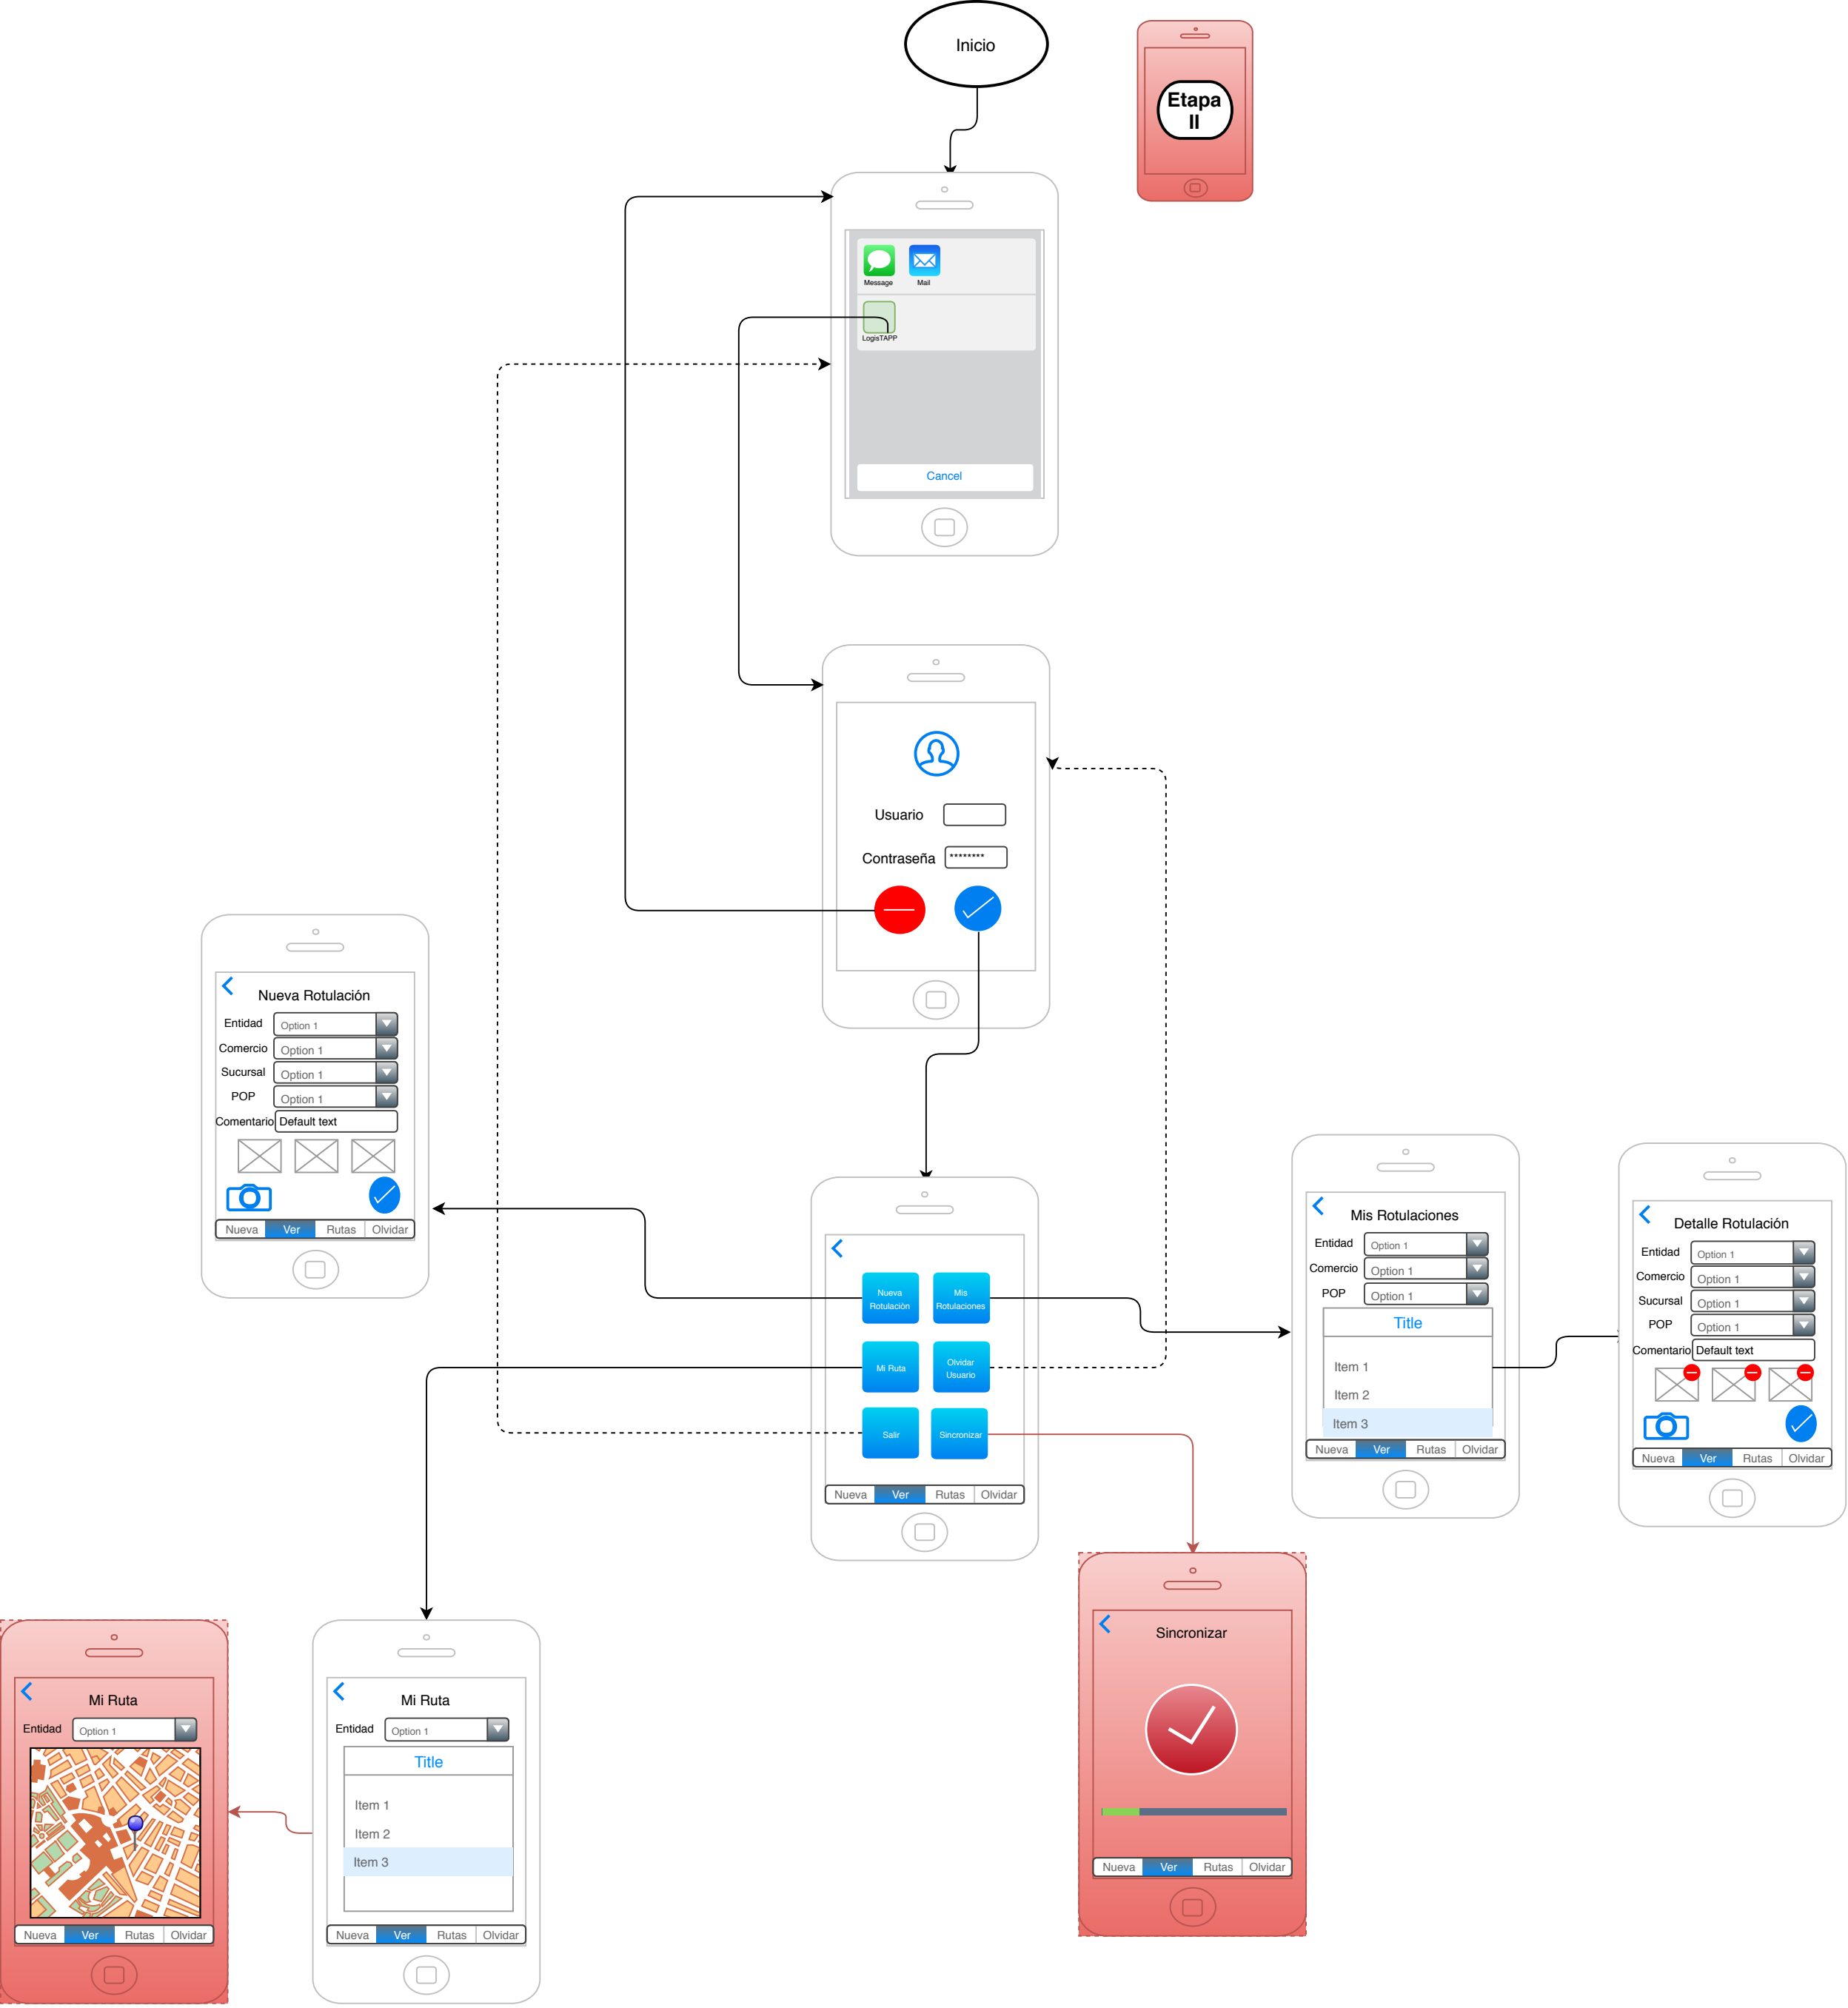 Inicio
Etapa
II
Message
Mail
LogisTAPP
Cancel
Usuario
Contraseña
********
Nueva Rotulación
Entidad
Option 1
Comercio
Option 1
Sucursal
Option 1
POP
Option 1
Comentario
Default text
Nueva
Ver
Rutas
Olvidar
Nueva
Rotulación
Mis
Rotulaciones
Mi Ruta
Olvidar
Usuario
Salir
Sincronizar
Nueva
Ver
Rutas
Olvidar
Mis Rotulaciones
Entidad
Option 1
Comercio
Option 1
POP
Option 1
Title
Item 1
Item 2
Item 3
Nueva
Ver
Rutas
Olvidar
Detalle Rotulación
Entidad
Option 1
Comercio
Option 1
Sucursal
Option 1
POP
Option 1
Comentario
Default text
Nueva
Ver
Rutas
Olvidar
Mi Ruta
Entidad
Option 1
Nueva
Ver
Rutas
Olvidar
Mi Ruta
Entidad
Option 1
Title
Item 1
Item 2
Item 3
Nueva
Ver
Rutas
Olvidar
Sincronizar
Nueva
Ver
Rutas
Olvidar